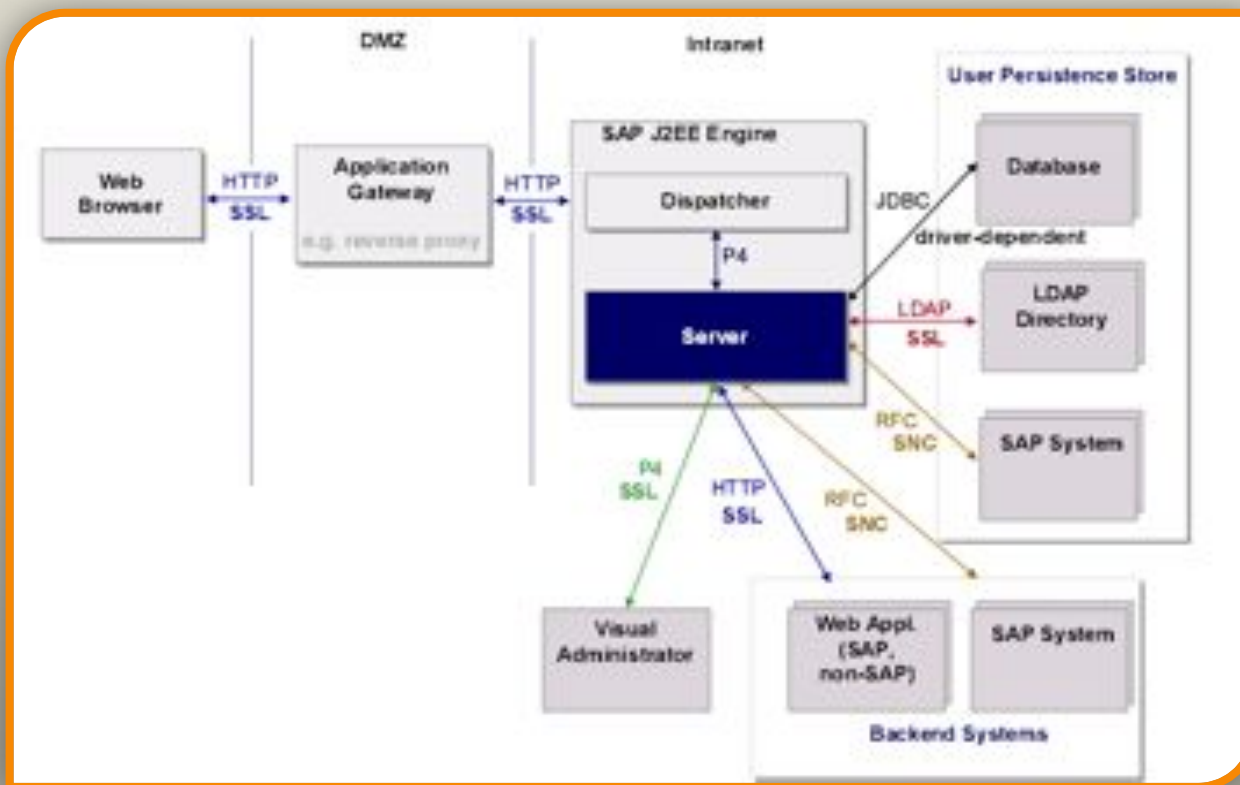 DMZ
Intranet
User Persistence Store
SAP J2EE Engine
Web
Browser
HTTP
SSL
Application
Gateway
e.g. reverse proxy
HTTP
SSL
Dispatcher
P4
Server
JDBC
driver-dependent
Database
LDAP
SSL
LDAP
Directory
RFC
SNC
SAP System
P4
SSL
HTTP
SSL
RFC
SNC
Visual
Administrator
Web Appl.
(SAP,
non-SAP)
SAP System
Backend Systems